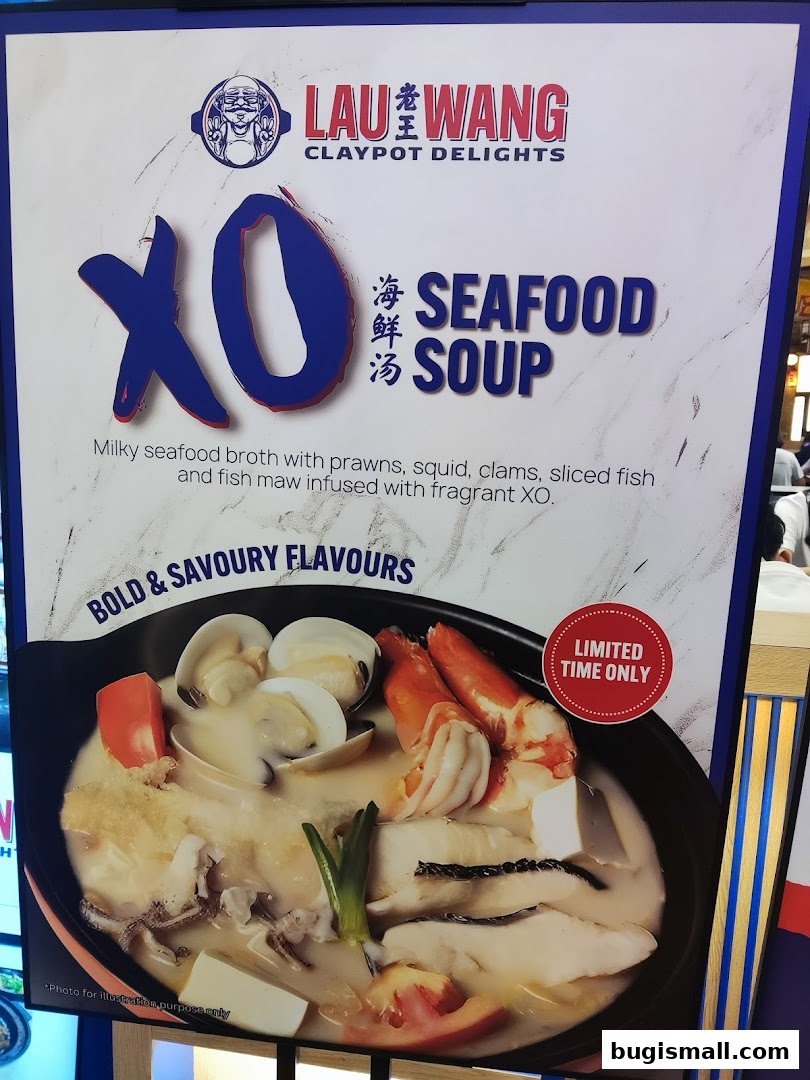 LAU 老王 WANG
CLAYPOT DELIGHTS
XO
海鲜汤
SEAFOOD
SOUP
Milky seafood broth with prawns, squid, clams, sliced fish
and fish maw infused with fragrant XO.
BOLD & SAVOURY FLAVOURS
LIMITED
TIME ONLY
*Photo for illustration purpose only
bugismall.com